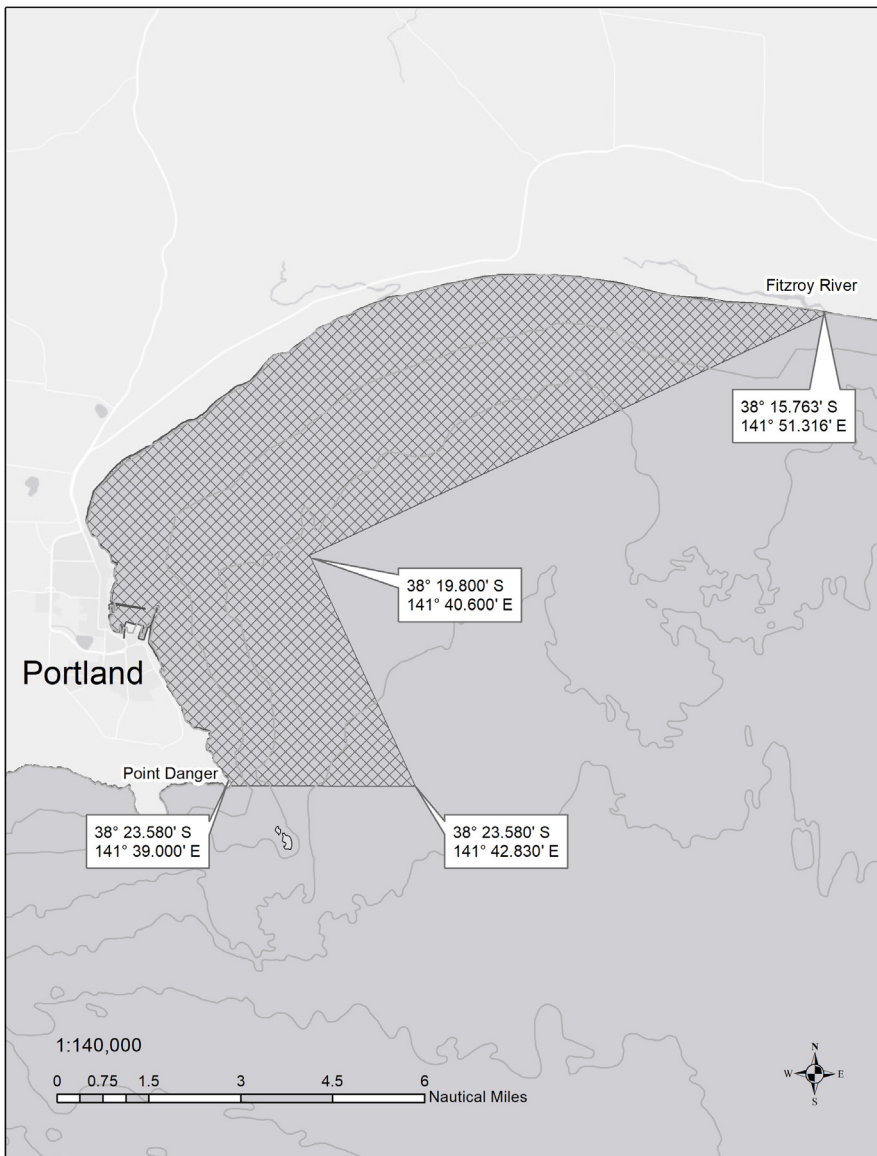 Fitzroy River
38° 15.763' S
141° 51.316' E
38° 19.800' S
141° 40.600' E
Portland
Point Danger
38° 23.580' S
141° 39.000' E
38° 23.580' S
141° 42.830' E
1:140,000
0 0.75 1.5 3 4.5 6
Nautical Miles
N
W E
S